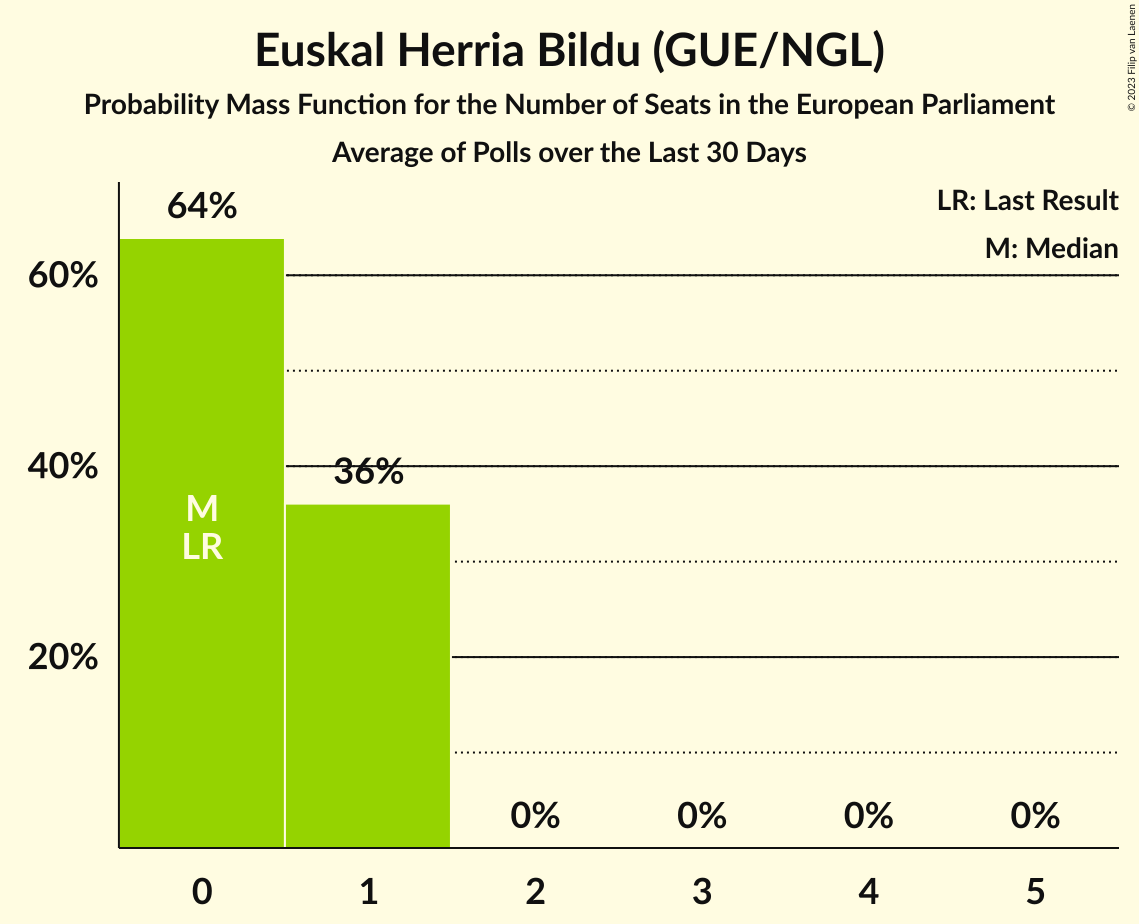 Euskal Herria Bildu (GUE/NGL)
Probability Mass Function for the Number of Seats in the European Parliament
Average of Polls over the Last 30 Days
© 2023 Filip van Laenen
LR: Last Result
M: Median
64%
60%
40%
36%
M
LR
20%
0% 0% 0% 0%
0 1 2 3 4 5